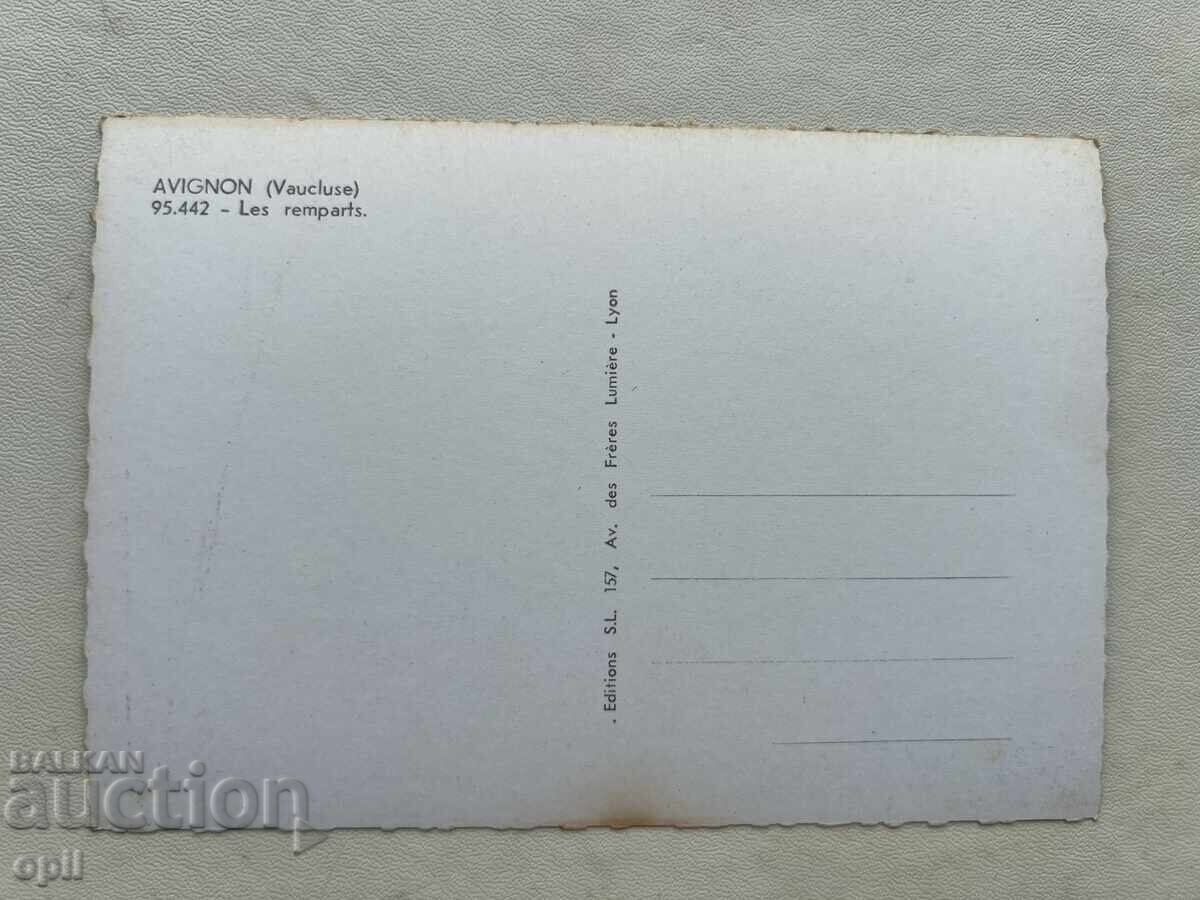 AVIGNON (Vaucluse)
95.442 - Les remparts.
. Editions S.L. 157, Av. des Frères Lumière - Lyon
BALKAN
auction
opil